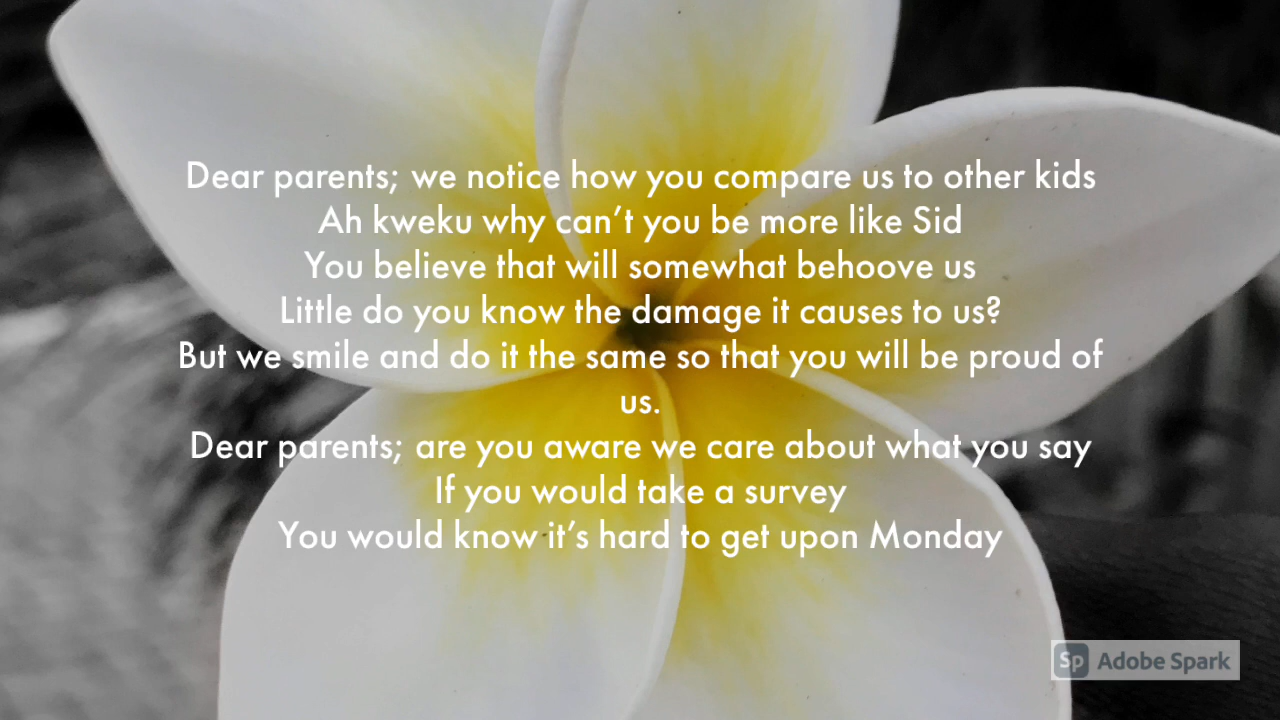 Dear parents; we notice how you compare us to other kids
Ah kweku why can’t you be more like Sid
You believe that will somewhat behoove us
Little do you know the damage it causes to us?
But we smile and do it the same so that you will be proud of
us.
Dear parents; are you aware we care about what you say
If you would take a survey
You would know it’s hard to get upon Monday
Sp Adobe Spark